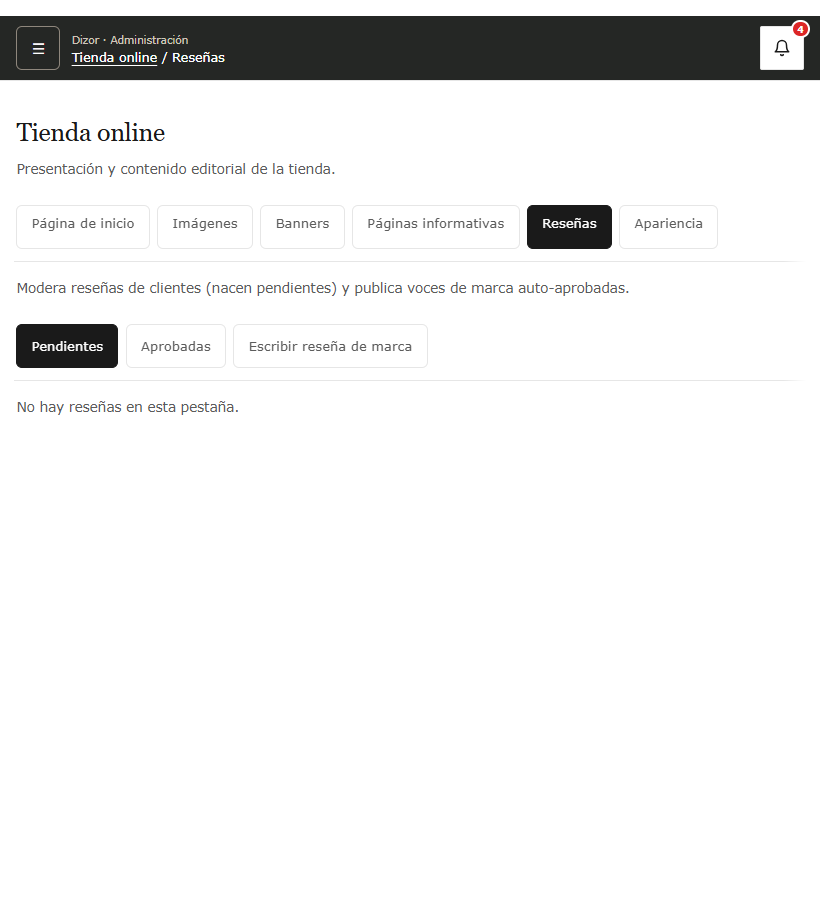 ☰
Dizor · Administración
Tienda online / Reseñas
4
Tienda online
Presentación y contenido editorial de la tienda.
Página de inicio Imágenes Banners Páginas informativas Reseñas Apariencia
Modera reseñas de clientes (nacen pendientes) y publica voces de marca auto-aprobadas.
Pendientes Aprobadas Escribir reseña de marca
No hay reseñas en esta pestaña.